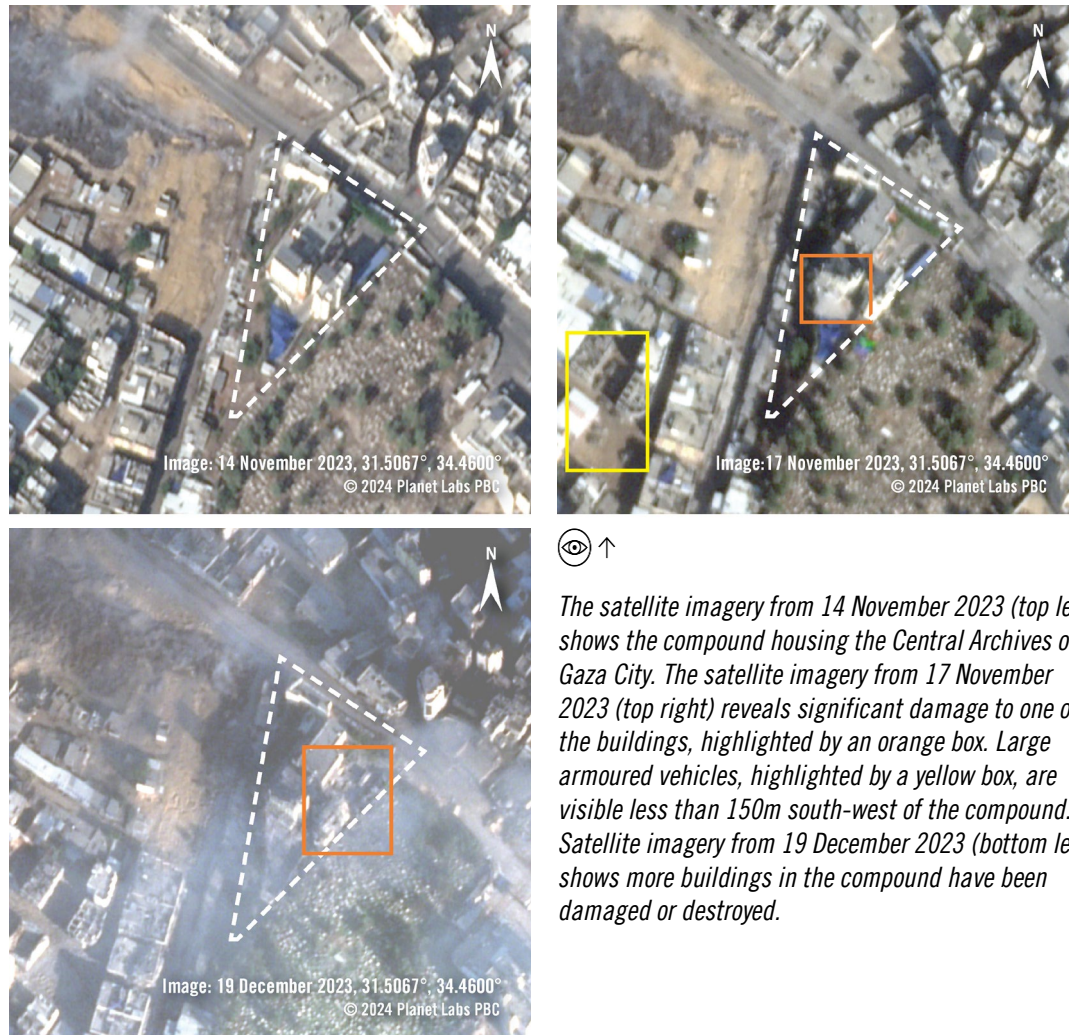 N
Image: 14 November 2023, 31.5067°, 34.4600°
© 2024 Planet Labs PBC
N
Image:17 November 2023, 31.5067°, 34.4600°
© 2024 Planet Labs PBC
N
Image: 19 December 2023, 31.5067°, 34.4600°
© 2024 Planet Labs PBC
The satellite imagery from 14 November 2023 (top
shows the compound housing the Central Archives
Gaza City. The satellite imagery from 17 November
2023 (top right) reveals significant damage to one
the buildings, highlighted by an orange box. Large
armoured vehicles, highlighted by a yellow box, are
visible less than 150m south-west of the compound.
Satellite imagery from 19 December 2023 (bottom
shows more buildings in the compound have been
damaged or destroyed.